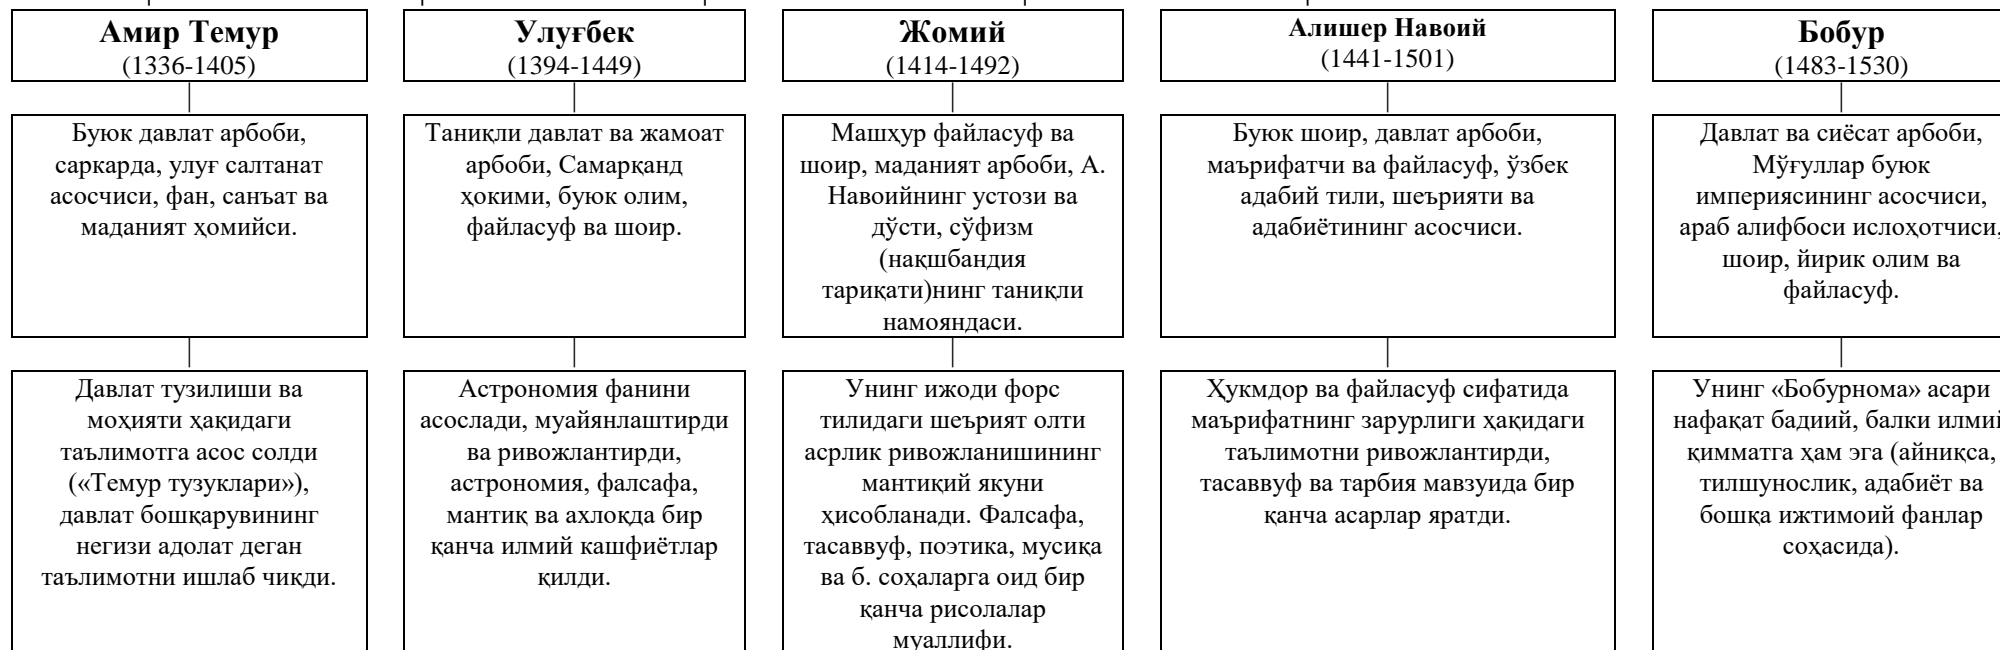 Амир Темур
(1336-1405)
Буюк давлат арбоби,
саркарда, улуғ салтанат
асосчиси, фан, санъат ва
маданият ҳомийси.
Давлат тузилиши ва
моҳияти ҳақидаги
таълимотга асос солди
(«Темур тузуклари»),
давлат бошқарувининг
негизи адолат деган
таълимотни ишлаб чиқди.
Улуғбек
(1394-1449)
Таниқли давлат ва жамоат
арбоби, Самарқанд
ҳокими, буюк олим,
файласуф ва шоир.
Астрономия фанини
асослади, муайянлаштирди
ва ривожлантирди,
астрономия, фалсафа,
мантиқ ва ахлоқда бир
қанча илмий кашфиётлар
қилди.
Жомий
(1414-1492)
Машҳур файласуф ва
шоир, маданият арбоби, А.
Навоийнинг устози ва
дўсти, сўфизм
(нақшбандия
тариқати)нинг таниқли
намояндаси.
Унинг ижоди форс
тилидаги шеърият олти
асрлик ривожланишининг
мантиқий якуни
ҳисобланади. Фалсафа,
тасаввуф, поэтика, мусиқа
ва б. соҳаларга оид бир
қанча рисолалар
муаллифи.
Алишер Навоий
(1441-1501)
Буюк шоир, давлат арбоби,
маърифатчи ва файласуф, ўзбек
адабий тили, шеърияти ва
адабиётининг асосчиси.
Ҳукмдор ва файласуф сифатида
маърифатнинг зарурлиги ҳақидаги
таълимотни ривожлантирди,
тасаввуф ва тарбия мавзуида бир
қанча асарлар яратди.
Бобур
(1483-1530)
Давлат ва сиёсат арбоби,
Мўғуллар буюк
империясининг асосчиси,
араб алифбоси ислоҳотчиси,
шоир, йирик олим ва
файласуф.
Унинг «Бобурнома» асари
нафақат бадиий, балки илмий
қимматга ҳам эга (айниқса,
тилшунослик, адабиёт ва
бошқа ижтимоий фанлар
соҳасида).